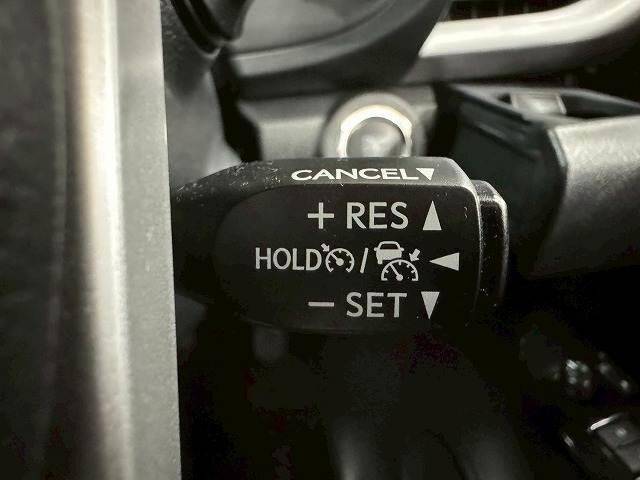 CANCEL▼
+ RES ▲
HOLD / ◀
− SET ▼